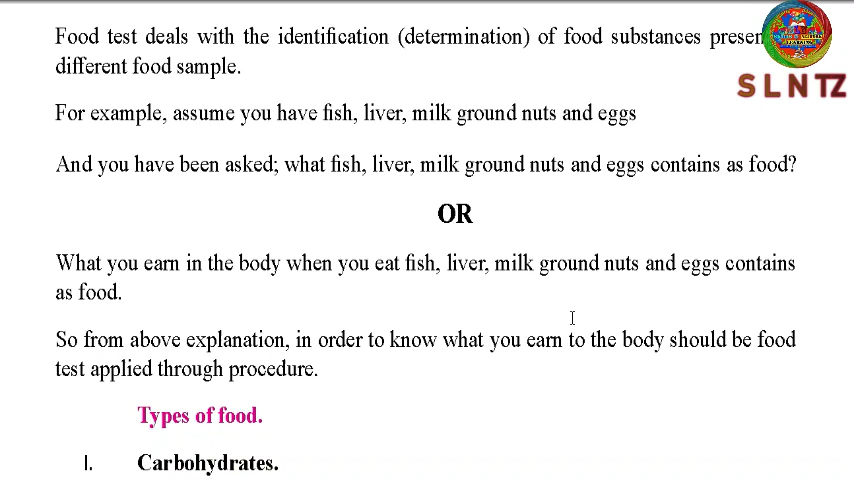 Food test deals with the identification (determination) of food substances presen
different food sample.
SLNTZ
For example, assume you have fish, liver, milk ground nuts and eggs
And you have been asked; what fish, liver, milk ground nuts and eggs contains as food?
OR
What you earn in the body when you eat fish, liver, milk ground nuts and eggs contains
as food.
So from above explanation, in order to know what you earn to the body should be food
test applied through procedure.
Types of food.
I. Carbohydrates.